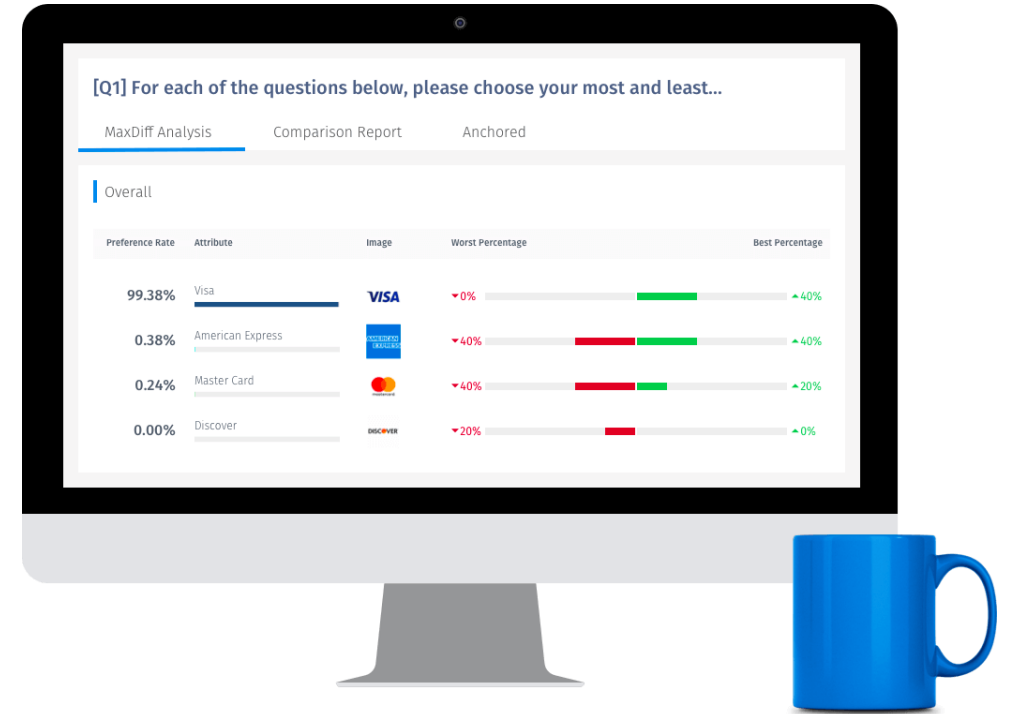 [Q1] For each of the questions below, please choose your most and least...
MaxDiff Analysis Comparison Report Anchored
Overall
Preference Rate Attribute Image Worst Percentage Best Percentage
99.38% Visa VISA 0% 40%
0.38% American Express AMERICAN EXPRESS 40% 40%
0.24% Master Card mastercard 40% 20%
0.00% Discover DISCOVER 20% 0%